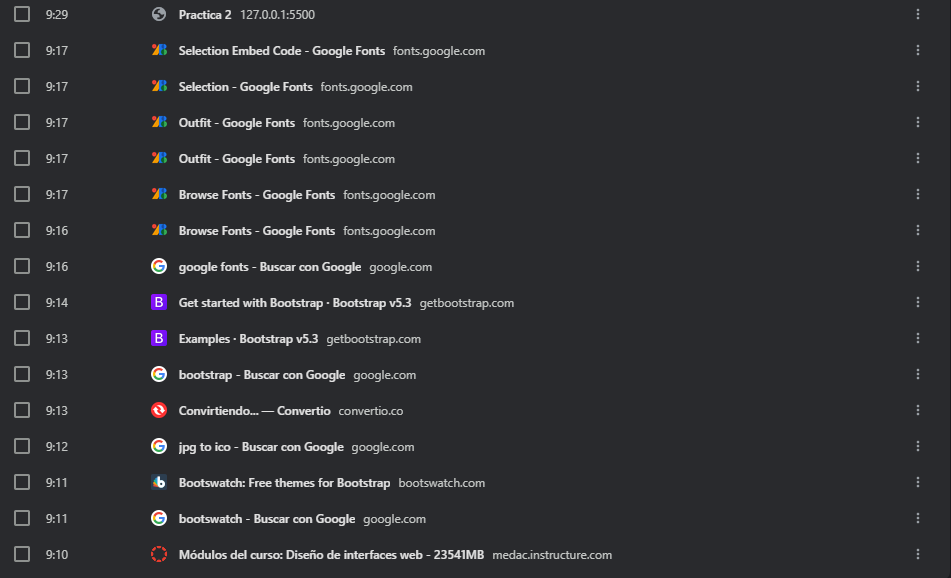 9:29 Practica 2 127.0.0.1:5500
9:17 Selection Embed Code - Google Fonts fonts.google.com
9:17 Selection - Google Fonts fonts.google.com
9:17 Outfit - Google Fonts fonts.google.com
9:17 Outfit - Google Fonts fonts.google.com
9:17 Browse Fonts - Google Fonts fonts.google.com
9:16 Browse Fonts - Google Fonts fonts.google.com
9:16 google fonts - Buscar con Google google.com
9:14 B Get started with Bootstrap · Bootstrap v5.3 getbootstrap.com
9:13 B Examples · Bootstrap v5.3 getbootstrap.com
9:13 bootstrap - Buscar con Google google.com
9:13 Convirtiendo... — Convertio convertio.co
9:12 jpg to ico - Buscar con Google google.com
9:11 b Bootswatch: Free themes for Bootstrap bootswatch.com
9:11 bootswatch - Buscar con Google google.com
9:10 Módulos del curso: Diseño de interfaces web - 23541MB medac.instructure.com